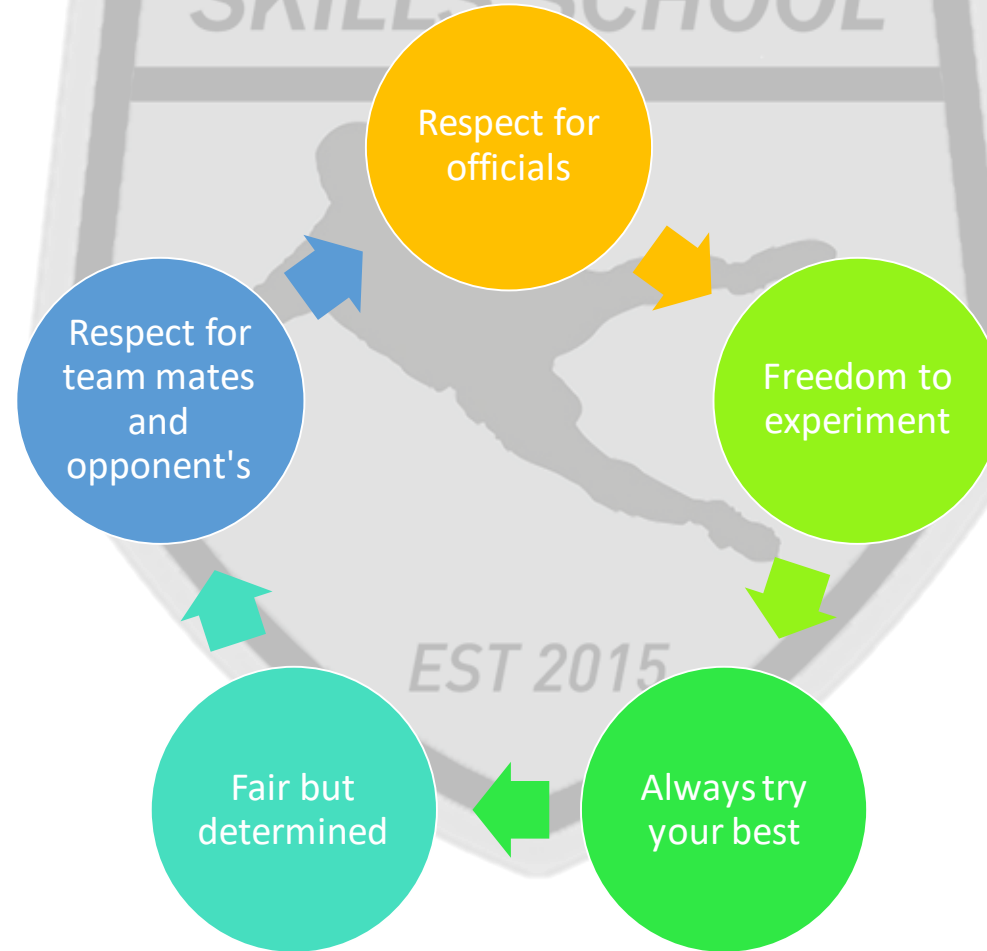 SKILLS SCHOOL
Respect for
officials
Freedom to
experiment
Always try
your best
Fair but
determined
Respect for
team mates
and
opponent's
EST 2015